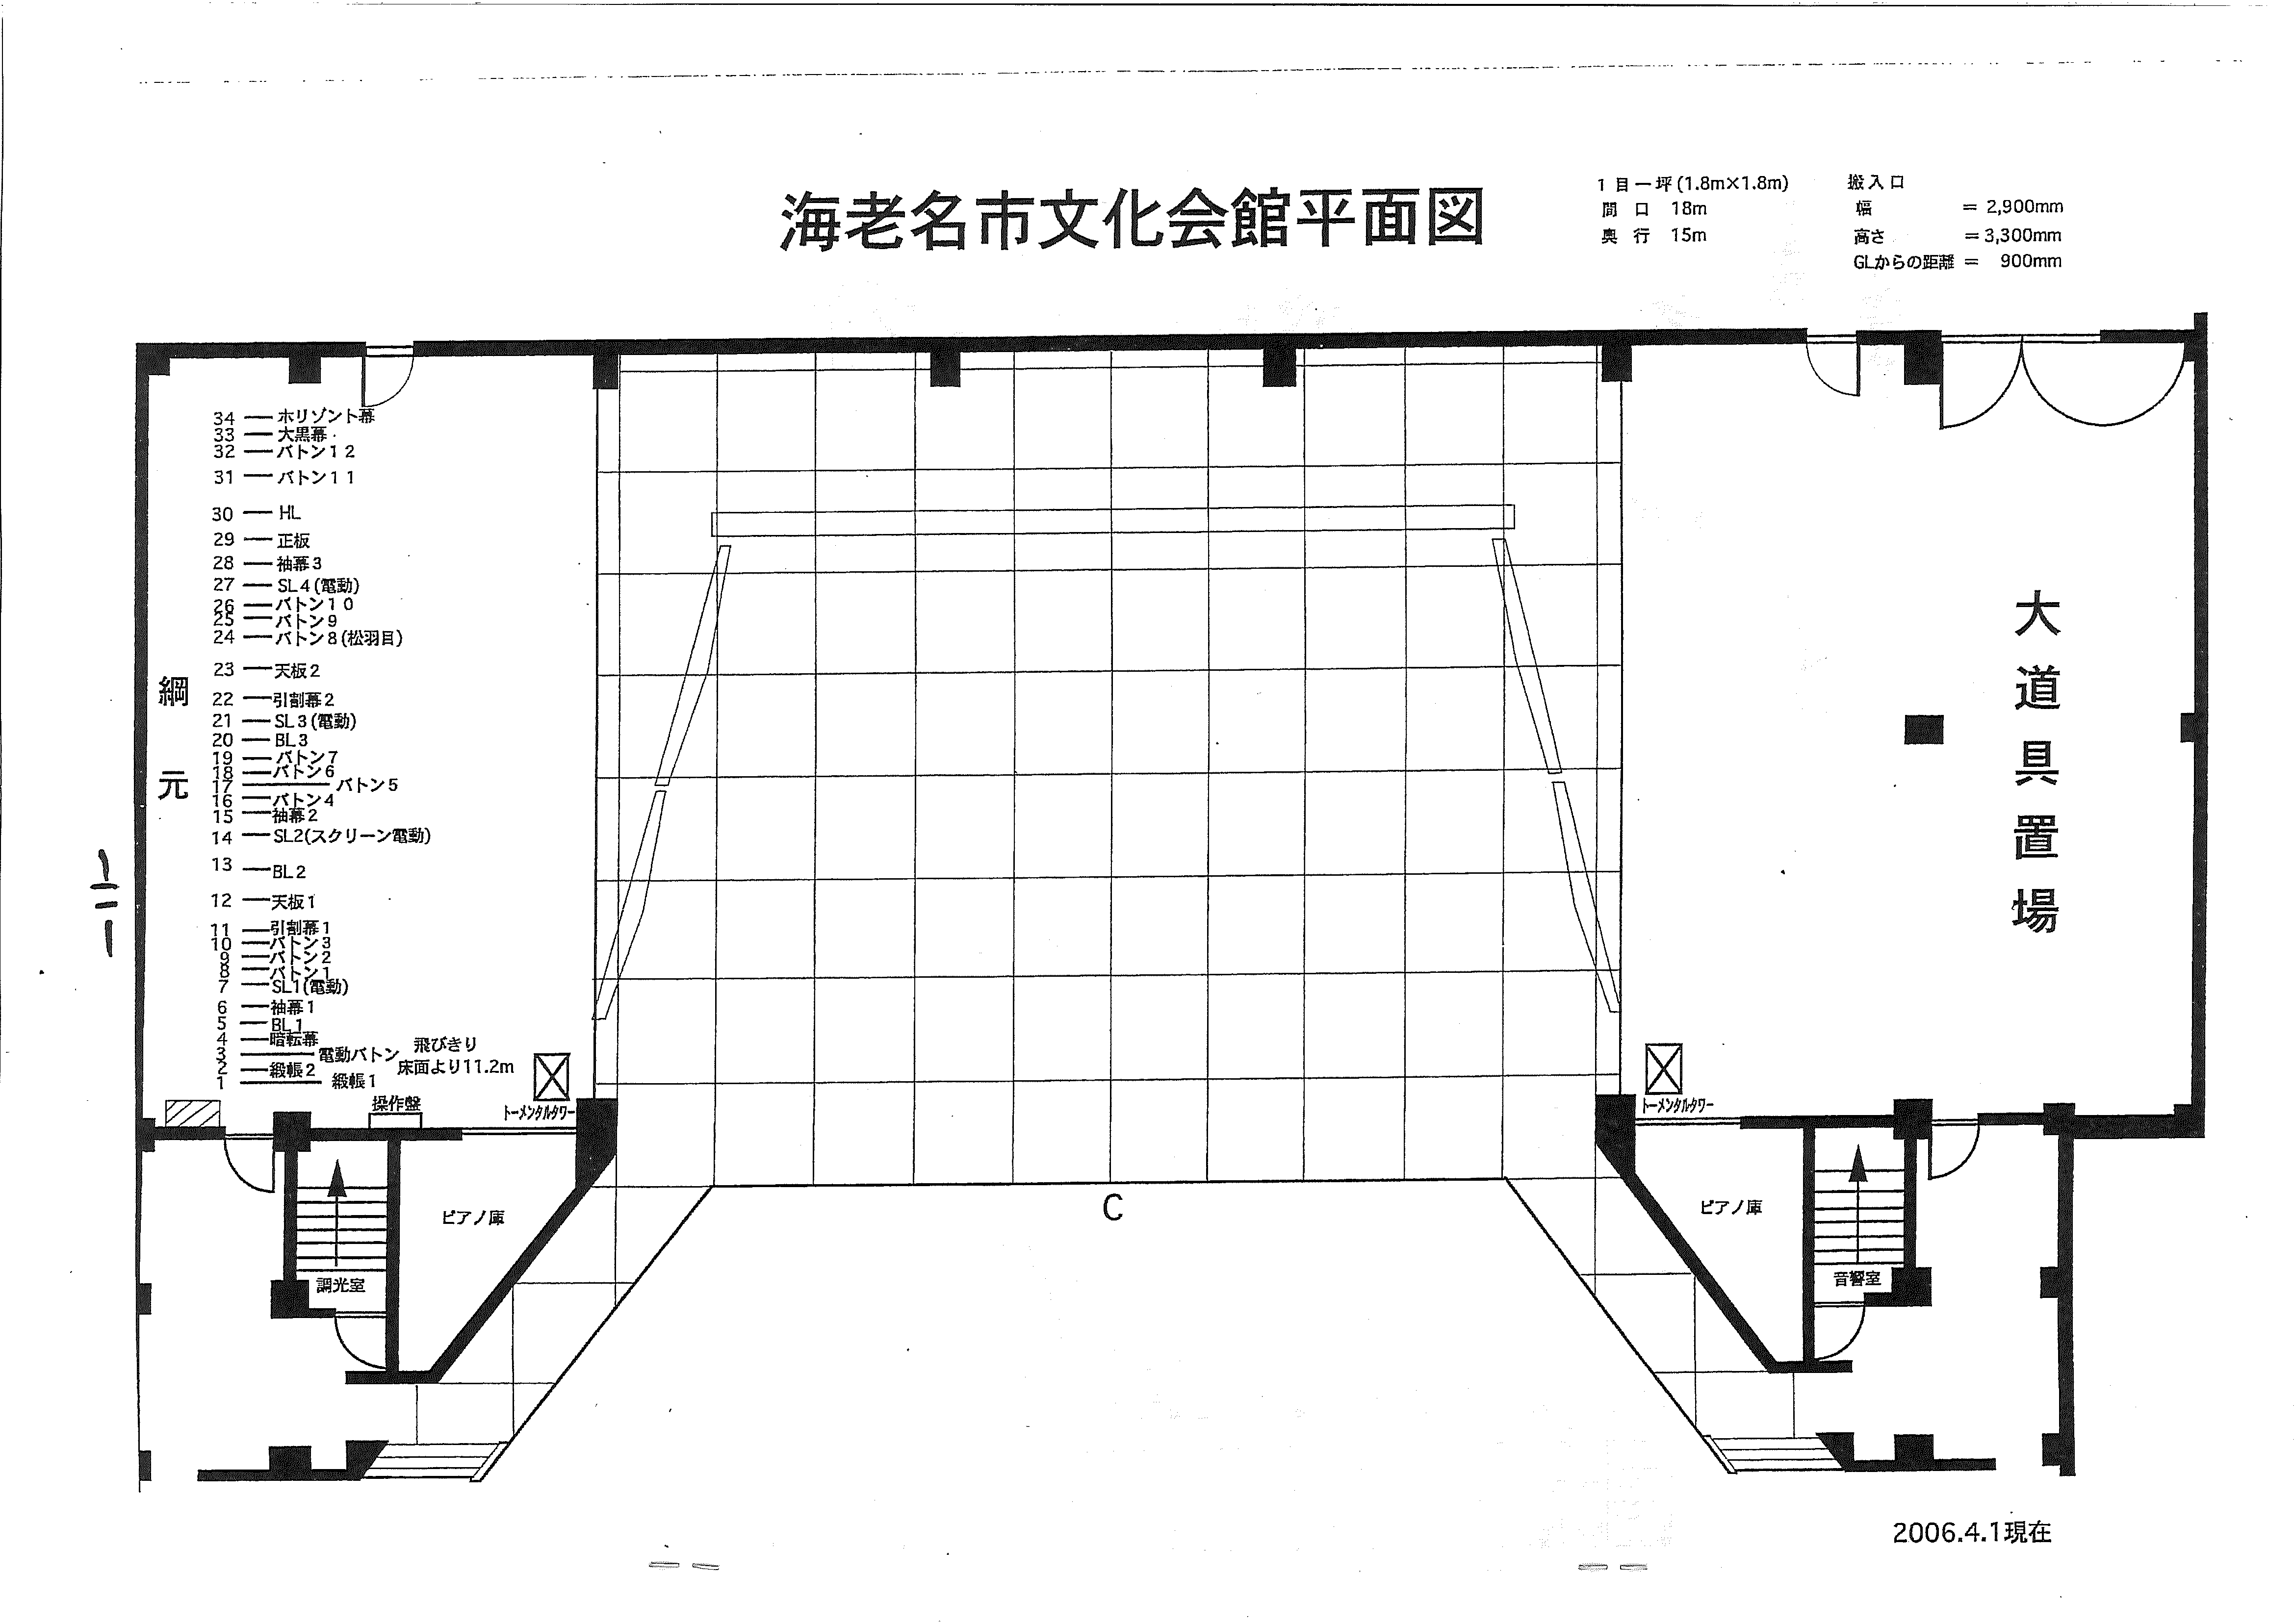 海老名市文化会館平面図
1目一坪(1.8m×1.8m)
間口 18m
奥行 15m
搬入口
幅 = 2,900mm
高さ =3,300mm
GLからの距離 = 900mm
34 ホリゾント幕
33 大黒幕
32 バトン12
31 バトン11
30 HL
29 正板
28 袖幕3
27 SL4(電動)
26 バトン10
25 バトン9
24 バトン8(松羽目)
23 天板2
22 引割幕2
21 SL3(電動)
20 BL3
19 バトン7
18 バトン6
17 バトン5
16 バトン4
15 袖幕2
14 SL2(スクリーン電動)
13 BL2
12 天板1
11 引割幕1
10 バトン3
9 バトン2
8 バトン1
7 SL1(電動)
6 袖幕1
5 BL1
4 暗転幕
3 電動バトン
2 緞帳2
1 緞帳1
飛びきり
床面より11.2m
綱元
操作盤
トーメンタルタワー
トーメンタルタワー
大道具置場
ピアノ庫
ピアノ庫
調光室
音響室
C
2006.4.1現在